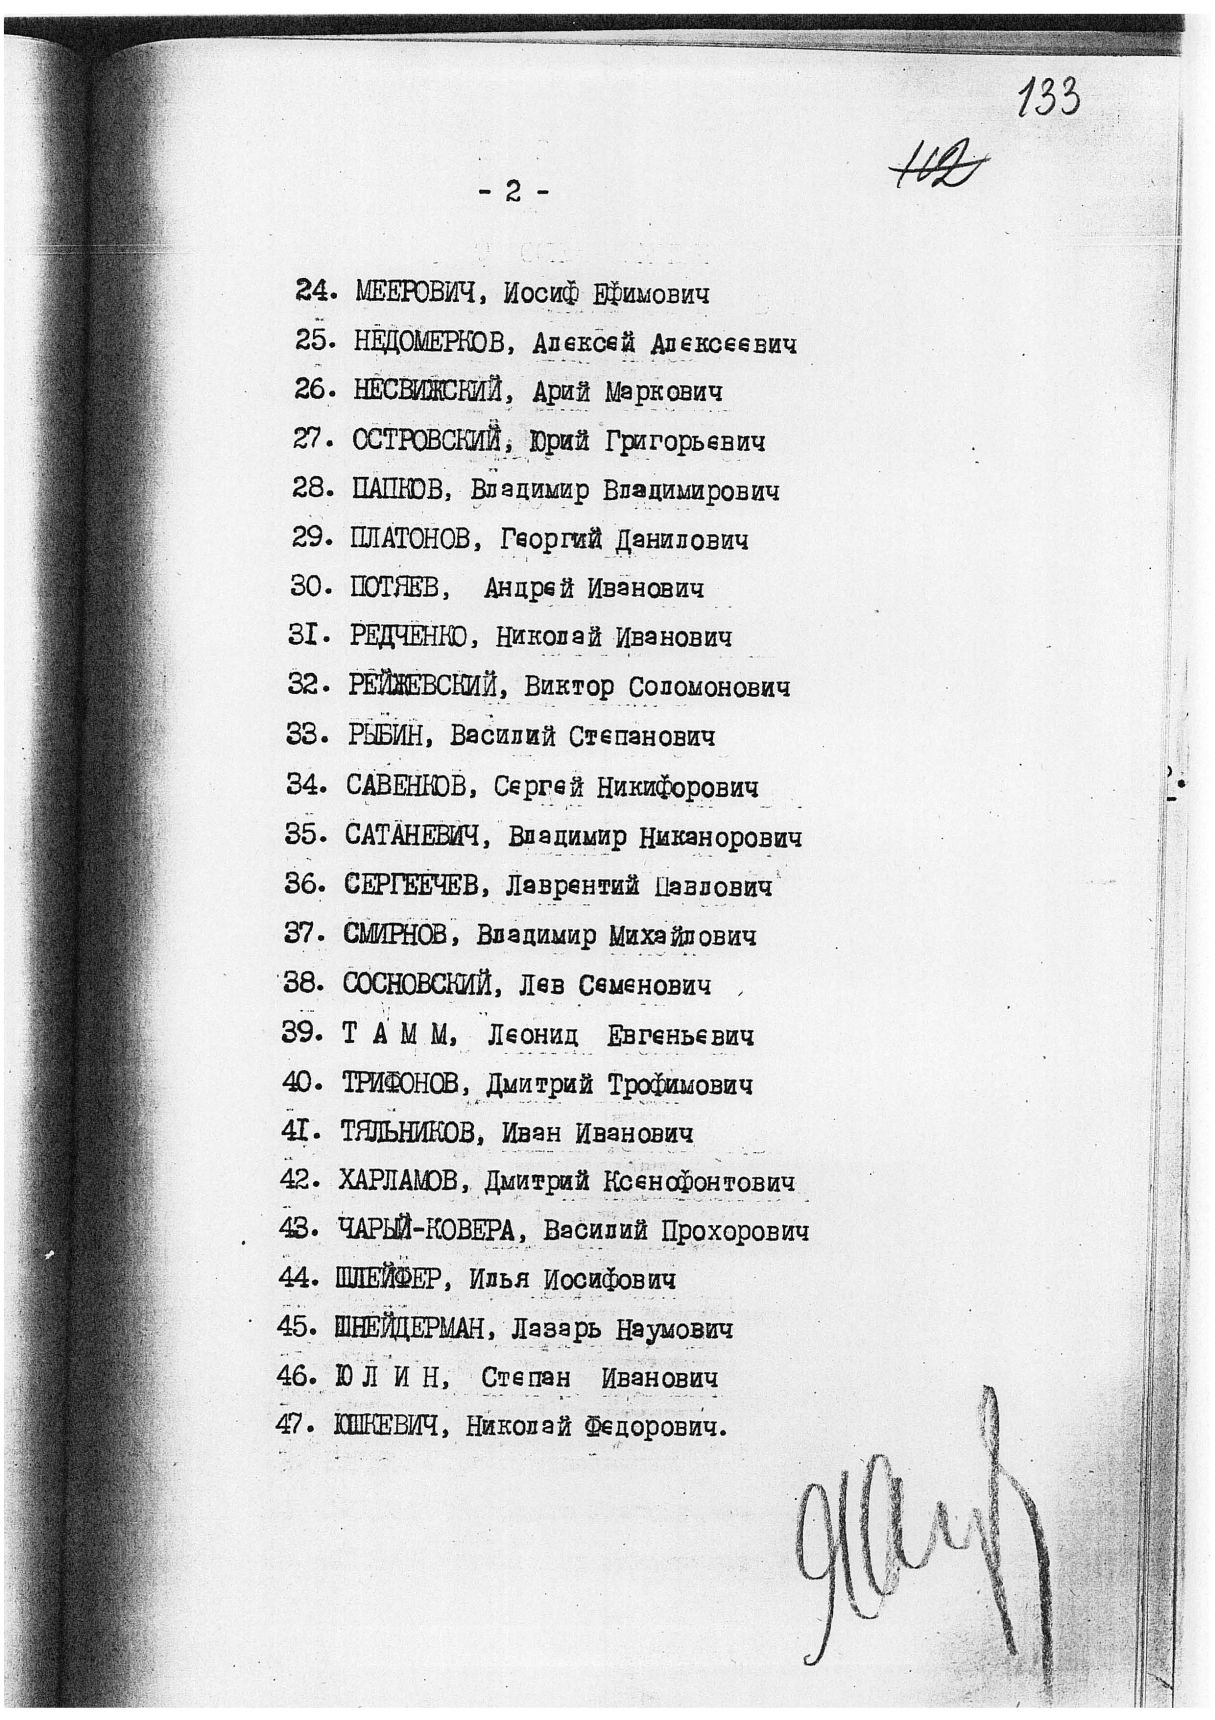 133
112
- 2 -
24. МЕЕРОВИЧ, Иосиф Ефимович
25. НЕДОМЕРКОВ, Алексей Алексеевич
26. НЕСВИЖСКИЙ, Арий Маркович
27. ОСТРОВСКИЙ, Юрий Григорьевич
28. ПАПКОВ, Владимир Владимирович
29. ПЛАТОНОВ, Георгий Данилович
30. ПОТЯЕВ, Андрей Иванович
31. РЕДЧЕНКО, Николай Иванович
32. РЕЙЖЕВСКИЙ, Виктор Соломонович
33. РЫБИН, Василий Степанович
34. САВЕНКОВ, Сергей Никифорович
35. САТАНЕВИЧ, Владимир Никанорович
36. СЕРГЕЕЧЕВ, Лаврентий Павлович
37. СМИРНОВ, Владимир Михайлович
38. СОСНОВСКИЙ, Лев Семенович
39. Т А М М, Леонид Евгеньевич
40. ТРИФОНОВ, Дмитрий Трофимович
41. ТЯЛЬНИКОВ, Иван Иванович
42. ХАРЛАМОВ, Дмитрий Ксенофонтович
43. ЧАРЫЙ-КОВЕРА, Василий Прохорович
44. ШЛЕЙФЕР, Илья Иосифович
45. ШНЕЙДЕРМАН, Лазарь Наумович
46. Ю Л И Н, Степан Иванович
47. ЮШКЕВИЧ, Николай Федорович.